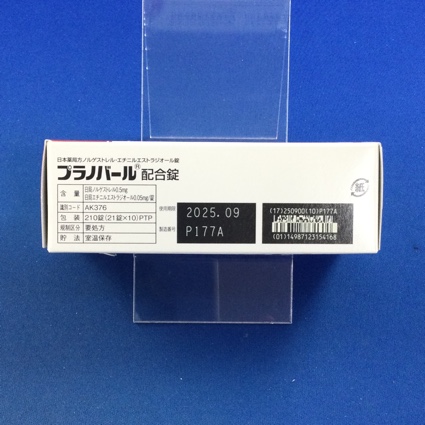 日本薬局方ノルゲストレル・エチニルエストラジオール錠
プラノバール®配合錠
含量 日局ノルゲストレル0.5mg
日局エチニルエストラジオール0.05mg/錠
識別コード AK376
包装 210錠(21錠×10)PTP
規制区分 要処方
貯法 室温保存
使用期限 2025.09
製造番号 P177A
(17)250900(10)P177A
(01)14987123154168
紙